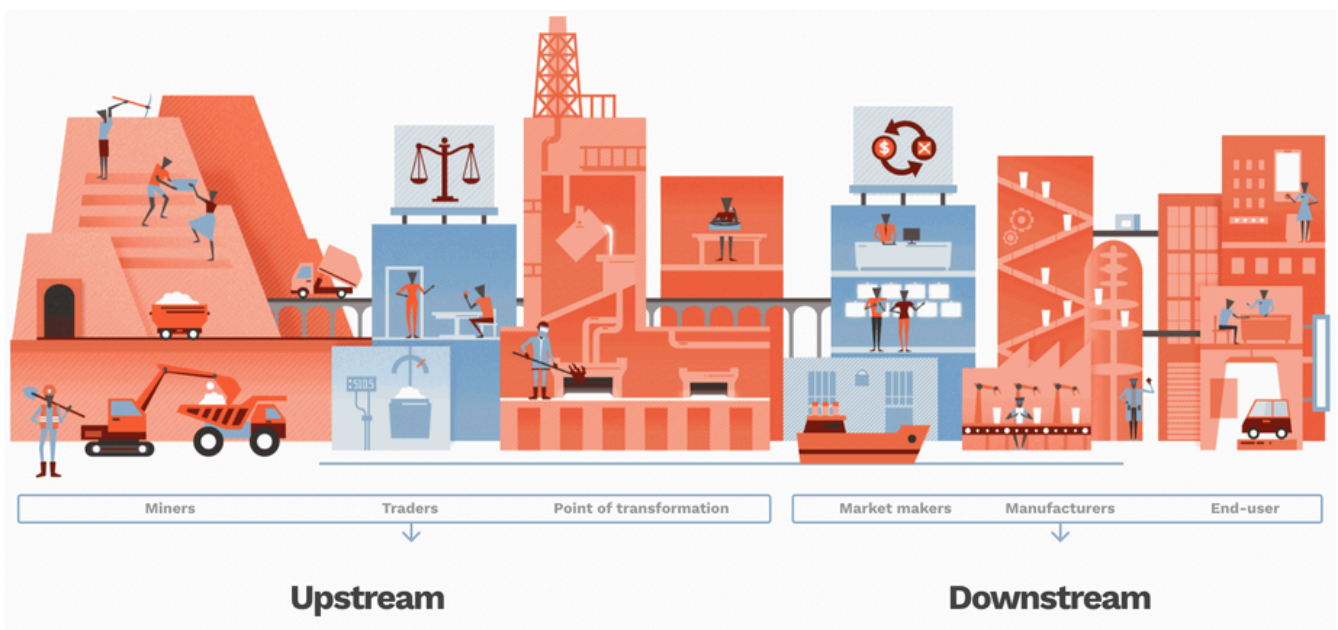 $
Miners
Traders
Point of transformation
Market makers
Manufacturers
End-user
Upstream
Downstream